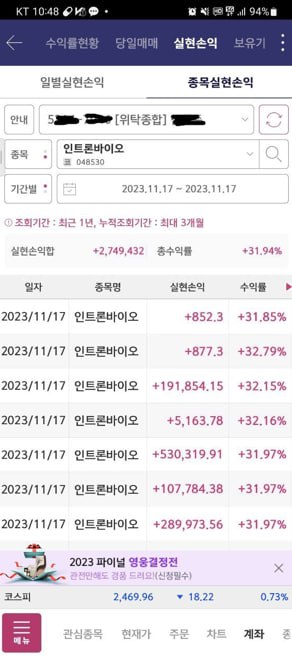 KT 10:48 94%
수익률현황 당일매매 실현손익 보유기
일별실현손익 종목실현손익
안내 5 [위탁종합]
종목 인트론바이오
048530
기간별 2023.11.17 ~ 2023.11.17
조회기간 : 최근 1년, 누적조회기간 : 최대 3개월
실현손익합 +2,749,432 총수익률 +31.94%
일자 종목명 실현손익 수익률
2023/11/17 인트론바이오 +852.3 +31.85%
2023/11/17 인트론바이오 +877.3 +32.79%
2023/11/17 인트론바이오 +191,854.15 +32.15%
2023/11/17 인트론바이오 +5,163.78 +32.16%
2023/11/17 인트론바이오 +530,319.91 +31.97%
2023/11/17 인트론바이오 +107,784.38 +31.97%
2023/11/17 인트론바이오 +289,973.56 +31.97%
2023 파이널 영웅결정전
관전만해도 경품 드려요!(신청필수)
코스피 2,469.96 ▼ 18.22 0.73%
메뉴 관심종목 현재가 주문 차트 계좌